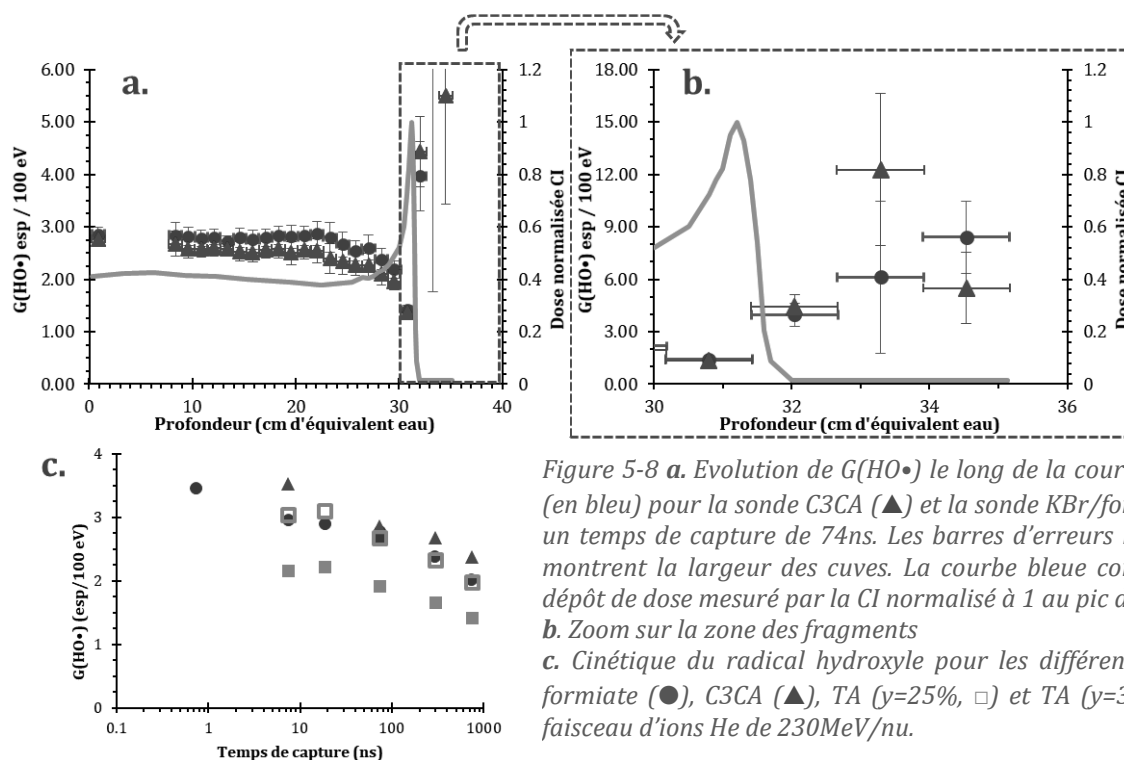 a.
6.00
5.00
4.00
3.00
2.00
1.00
0.00
G(HO•) esp / 100 eV
0 10 20 30 40
Profondeur (cm d'équivalent eau)
1.2
1
0.8
0.6
0.4
0.2
0
Dose normalisée CI
b.
18.00
15.00
12.00
9.00
6.00
3.00
0.00
G(HO•) esp / 100 eV
30 32 34 36
Profondeur (cm d'équivalent eau)
1.2
1
0.8
0.6
0.4
0.2
0
Dose normalisée CI
c.
4
3
2
1
0
G(HO•) (esp/100 eV)
0.1 1 10 100 1000
Temps de capture (ns)
Figure 5-8 a. Evolution de G(HO•) le long de la cour
(en bleu) pour la sonde C3CA (▲) et la sonde KBr/fo
un temps de capture de 74ns. Les barres d'erreurs
montrent la largeur des cuves. La courbe bleue co
dépôt de dose mesuré par la CI normalisé à 1 au pic
b. Zoom sur la zone des fragments
c. Cinétique du radical hydroxyle pour les différen
formiate (●), C3CA (▲), TA (y=25%, □) et TA (y=3
faisceau d'ions He de 230MeV/nu.